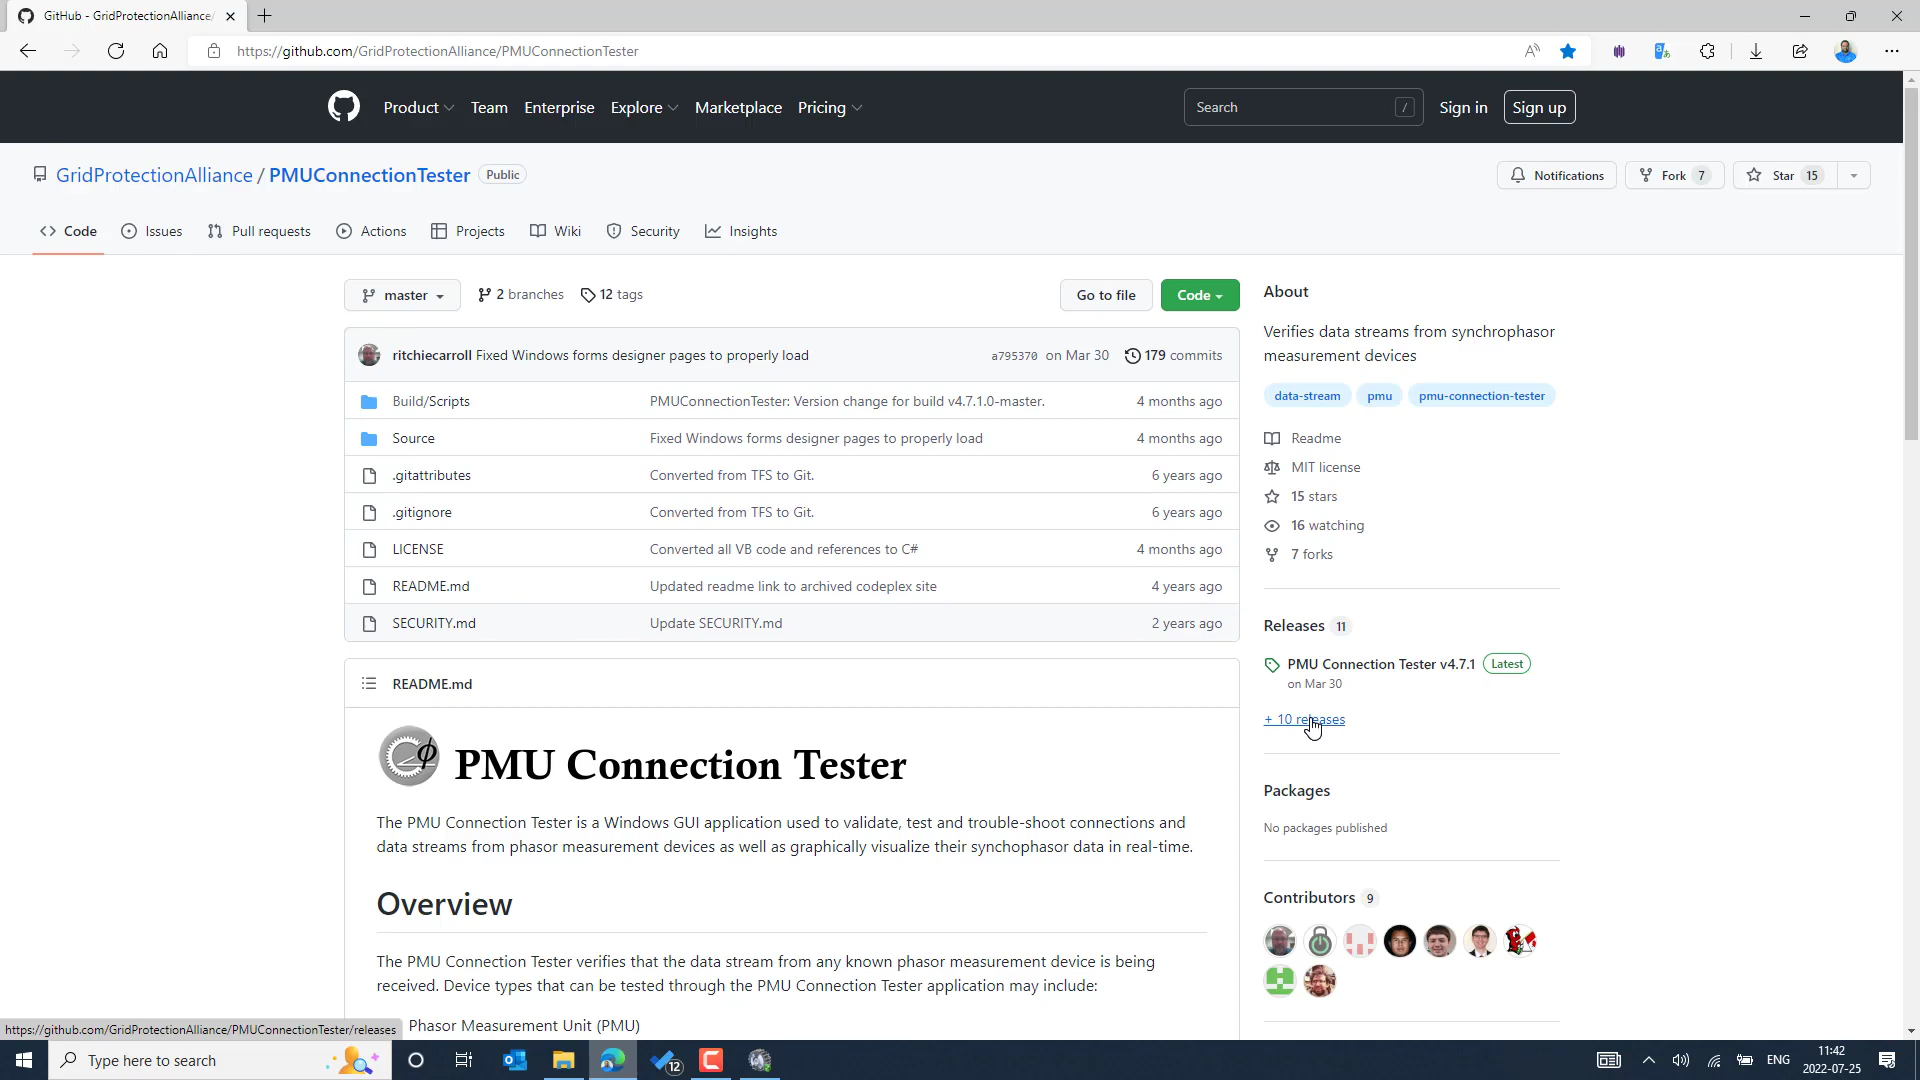 GitHub - GridProtectionAlliance/
https://github.com/GridProtectionAlliance/PMUConnectionTester
Product Team Enterprise Explore Marketplace Pricing
Search /
Sign in
Sign up
GridProtectionAlliance / PMUConnectionTester Public
Notifications Fork 7 Star 15
Code Issues Pull requests Actions Projects Wiki Security Insights
master 2 branches 12 tags Go to file Code
ritchiecarroll Fixed Windows forms designer pages to properly load a795370 on Mar 30 179 commits
Build/Scripts PMUConnectionTester: Version change for build v4.7.1.0-master. 4 months ago
Source Fixed Windows forms designer pages to properly load 4 months ago
.gitattributes Converted from TFS to Git. 6 years ago
.gitignore Converted from TFS to Git. 6 years ago
LICENSE Converted all VB code and references to C# 4 months ago
README.md Updated readme link to archived codeplex site 4 years ago
SECURITY.md Update SECURITY.md 2 years ago
README.md
PMU Connection Tester
The PMU Connection Tester is a Windows GUI application used to validate, test and trouble-shoot connections and
data streams from phasor measurement devices as well as graphically visualize their synchophasor data in real-time.
Overview
The PMU Connection Tester verifies that the data stream from any known phasor measurement device is being
received. Device types that can be tested through the PMU Connection Tester application may include:
Phasor Measurement Unit (PMU)
About
Verifies data streams from synchrophasor
measurement devices
data-stream pmu pmu-connection-tester
Readme
MIT license
15 stars
16 watching
7 forks
Releases 11
PMU Connection Tester v4.7.1 Latest
on Mar 30
+ 10 releases
Packages
No packages published
Contributors 9
https://github.com/GridProtectionAlliance/PMUConnectionTester/releases
Type here to search
12
ENG
11:42
2022-07-25